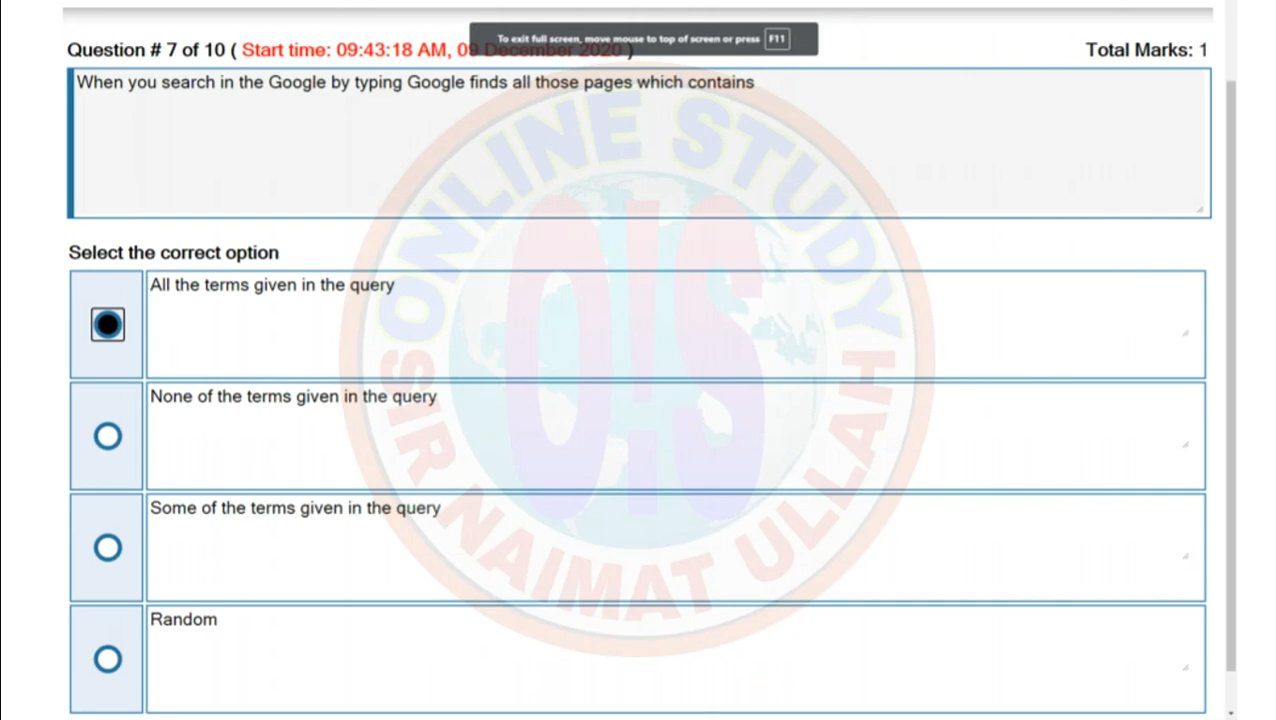 To exit full screen, move mouse to top of screen or press F11
Question # 7 of 10 ( Start time: 09:43:18 AM, 09 December 2020 )
Total Marks: 1
When you search in the Google by typing Google finds all those pages which contains
Select the correct option
All the terms given in the query
None of the terms given in the query
Some of the terms given in the query
Random
ONLINE STUDY
O!S
SIR NAIMAT ULLAH